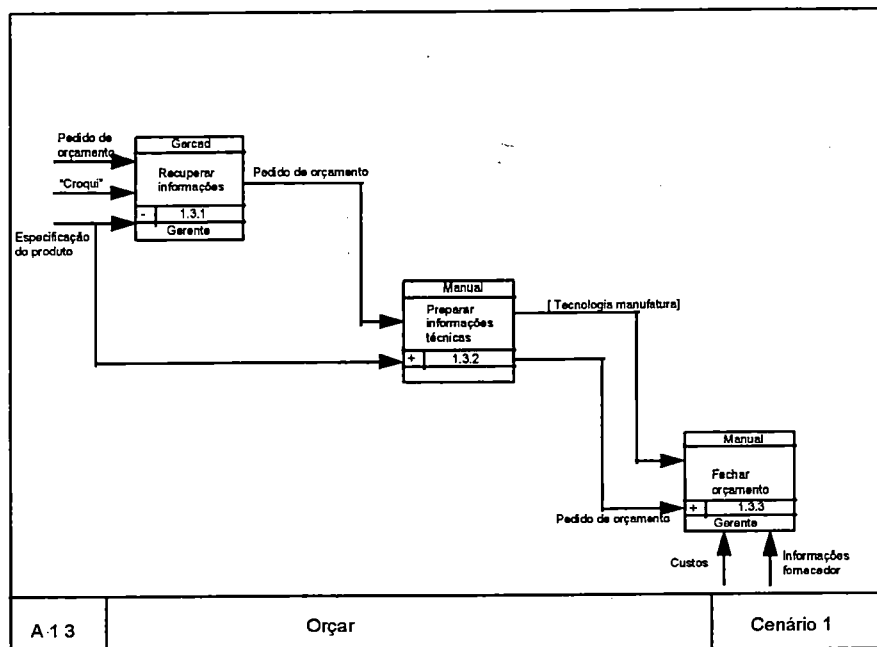 Pedido de
orçamento
"Croqui"
Especificação
do produto
Gercad
Recuperar
informações
- 1.3.1
Gerente
Pedido de orçamento
Manual
Preparar
informações
técnicas
+ 1.3.2
[ Tecnologia manufatura]
Pedido de orçamento
Manual
Fechar
orçamento
+ 1.3.3
Gerente
Custos
Informações
fornecedor
A 1 3
Orçar
Cenário 1